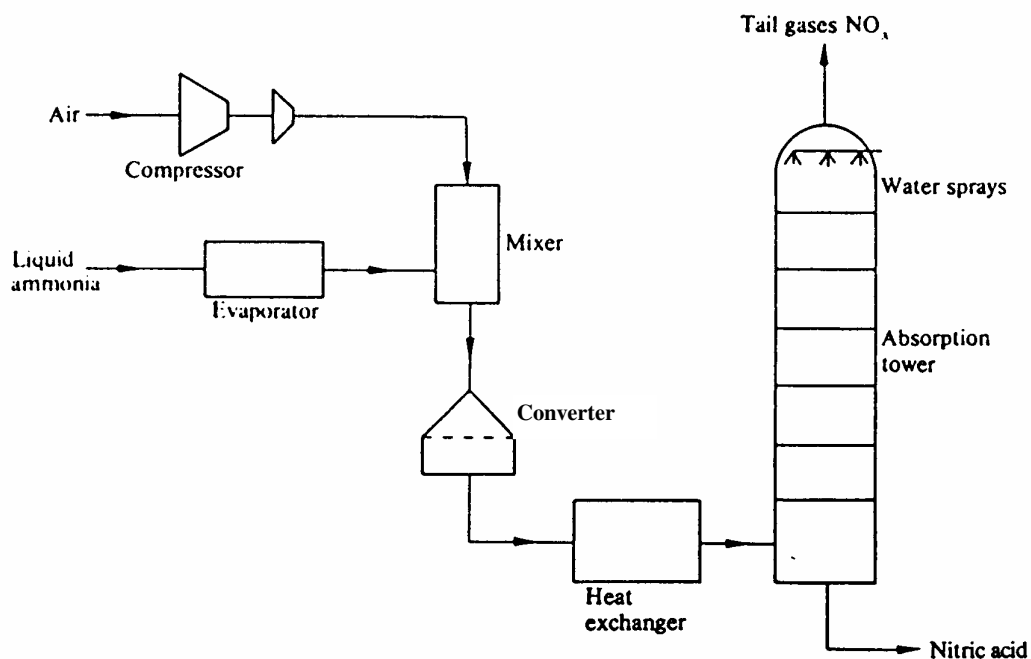 Tail gases NOx
Air
Compressor
Water sprays
Mixer
Liquid
ammonia
Evaporator
Absorption
tower
Converter
Heat
exchanger
Nitric acid